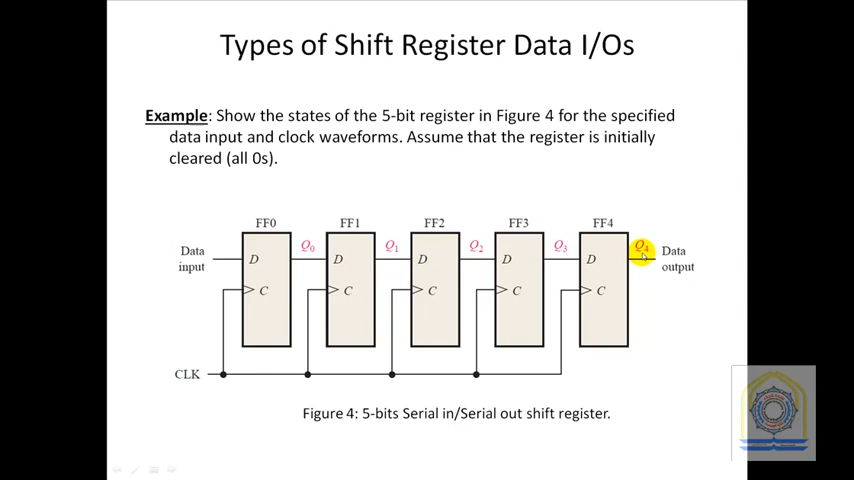 Types of Shift Register Data I/Os
Example: Show the states of the 5-bit register in Figure 4 for the specified
data input and clock waveforms. Assume that the register is initially
cleared (all 0s).
FF0 FF1 FF2 FF3 FF4
Data input Q0 Q1 Q2 Q3 Q4 Data output
D D D D D
C C C C C
CLK
Figure 4: 5-bits Serial in/Serial out shift register.